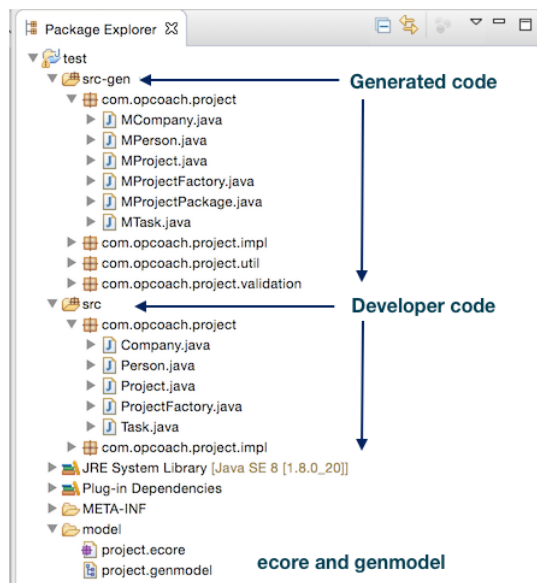 Package Explorer
test
src-gen
Generated code
com.opcoach.project
MCompany.java
MPerson.java
MProject.java
MProjectFactory.java
MProjectPackage.java
MTask.java
com.opcoach.project.impl
com.opcoach.project.util
com.opcoach.project.validation
src
Developer code
com.opcoach.project
Company.java
Person.java
Project.java
ProjectFactory.java
Task.java
com.opcoach.project.impl
JRE System Library [Java SE 8 [1.8.0_20]]
Plug-in Dependencies
META-INF
model
project.ecore
project.genmodel
ecore and genmodel